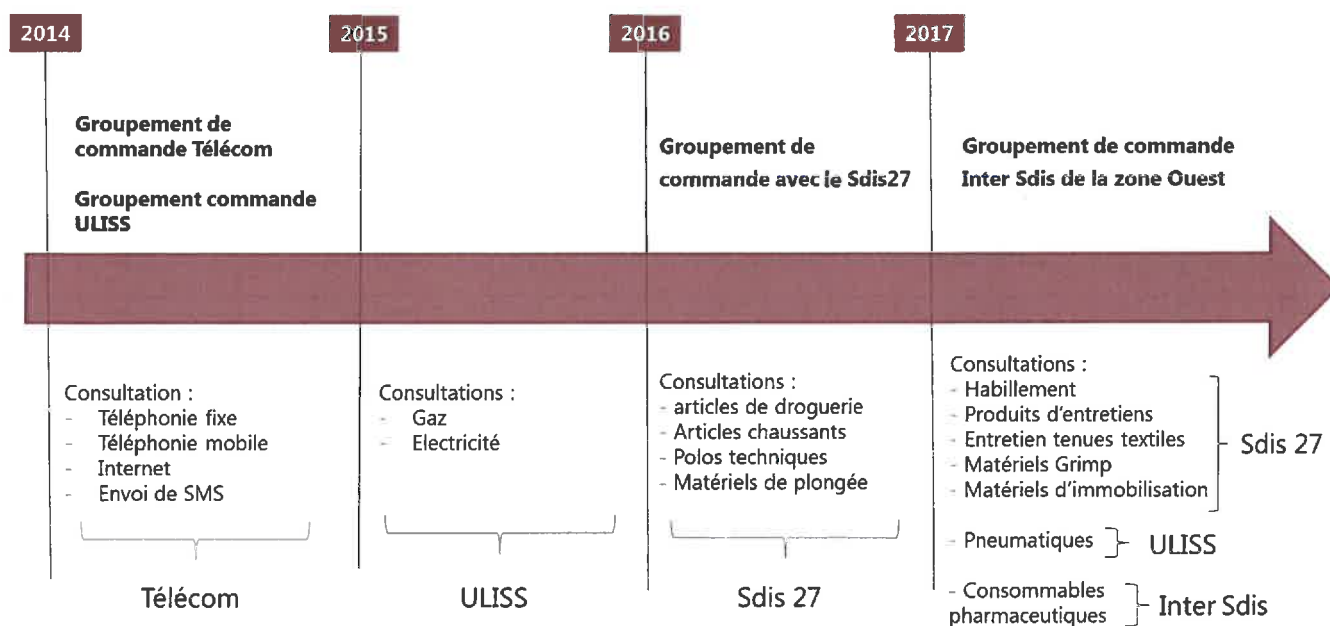 2014
2015
2016
2017
Groupement de
commande Télécom
Groupement commande
ULISS
Groupement de
commande avec le Sdis27
Groupement de commande
Inter Sdis de la zone Ouest
Consultation :
- Téléphonie fixe
- Téléphonie mobile
- Internet
- Envoi de SMS
Télécom
Consultations :
- Gaz
- Electricité
ULISS
Consultations :
- articles de droguerie
- Articles chaussants
- Polos techniques
- Matériels de plongée
Sdis 27
Consultations :
- Habillement
- Produits d'entretiens
- Entretien tenues textiles
- Matériels Grimp
- Matériels d'immobilisation
Sdis 27
- Pneumatiques
ULISS
- Consommables
pharmaceutiques
Inter Sdis